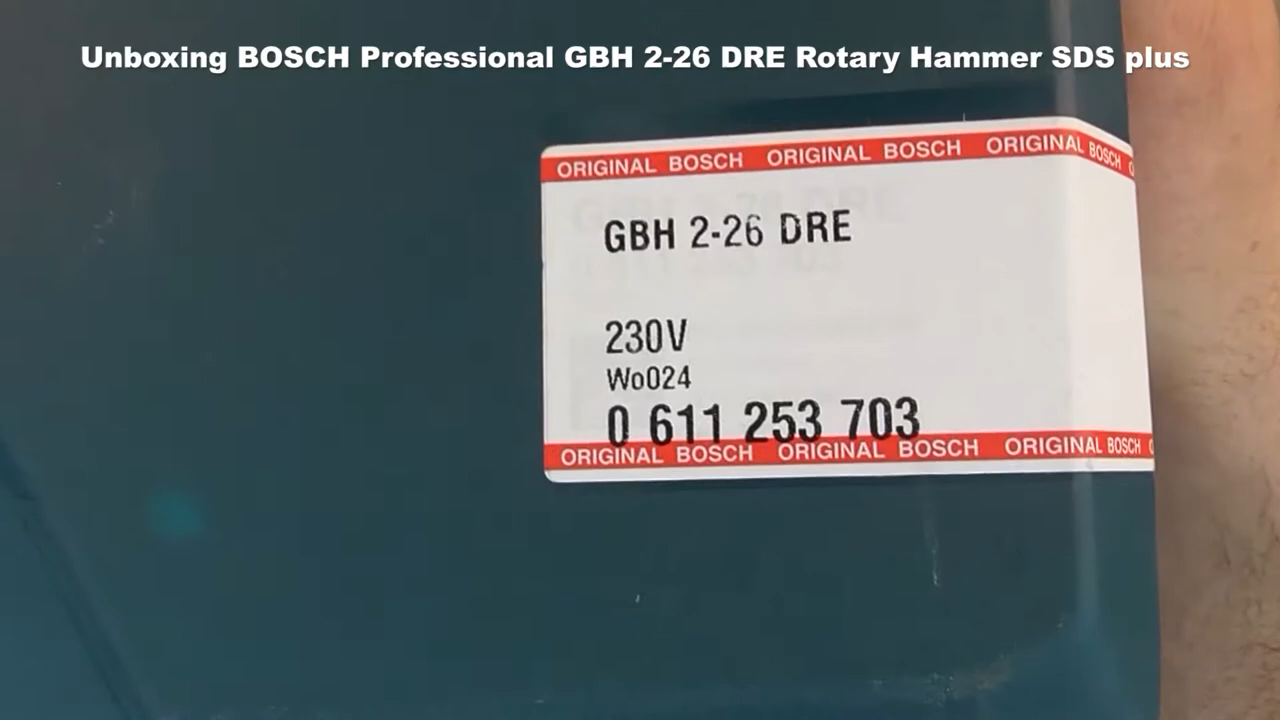 Unboxing BOSCH Professional GBH 2-26 DRE Rotary Hammer SDS plus
ORIGINAL BOSCH ORIGINAL BOSCH ORIGINAL BOSCH
GBH 2-26 DRE
230V
Wo024
0 611 253 703
ORIGINAL BOSCH ORIGINAL BOSCH ORIGINAL BOSCH